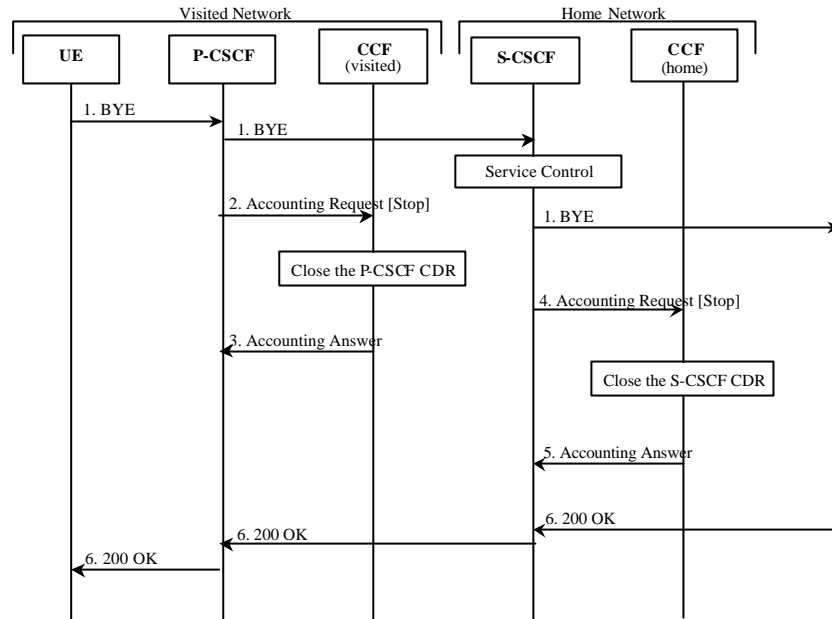 Visited Network
Home Network
UE
P-CSCF
CCF
(visited)
S-CSCF
CCF
(home)
1. BYE
1. BYE
Service Control
2. Accounting Request [Stop]
1. BYE
Close the P-CSCF CDR
4. Accounting Request [Stop]
3. Accounting Answer
Close the S-CSCF CDR
5. Accounting Answer
6. 200 OK
6. 200 OK
6. 200 OK